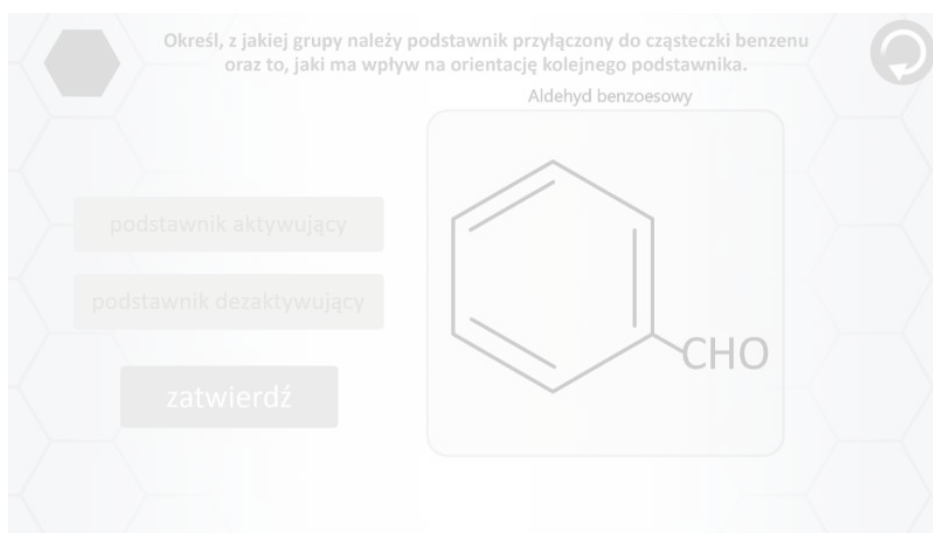 Określ, z jakiej grupy należy podstawnik przyłączony do cząsteczki benzenu
oraz to, jaki ma wpływ na orientację kolejnego podstawnika.
Aldehyd benzoesowy
podstawnik aktywujący
podstawnik dezaktywujący
zatwierdź
CHO